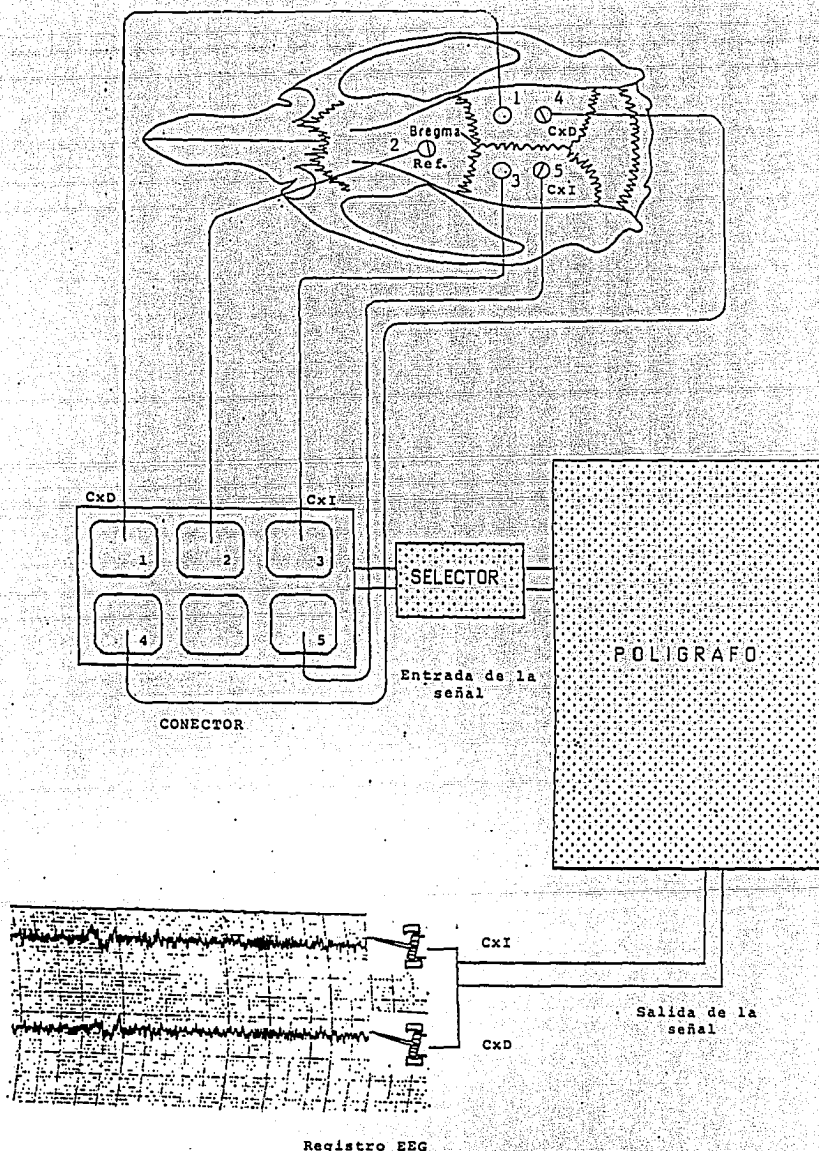 1 4
Bregma CxD
2
Ref. 3 5
CxI
CxD CxI
1 2 3
SELECTOR
4 5
POLIGRAFO
Entrada de la
señal
CONECTOR
CxI
Salida de la
señal
CxD
Registro EEG